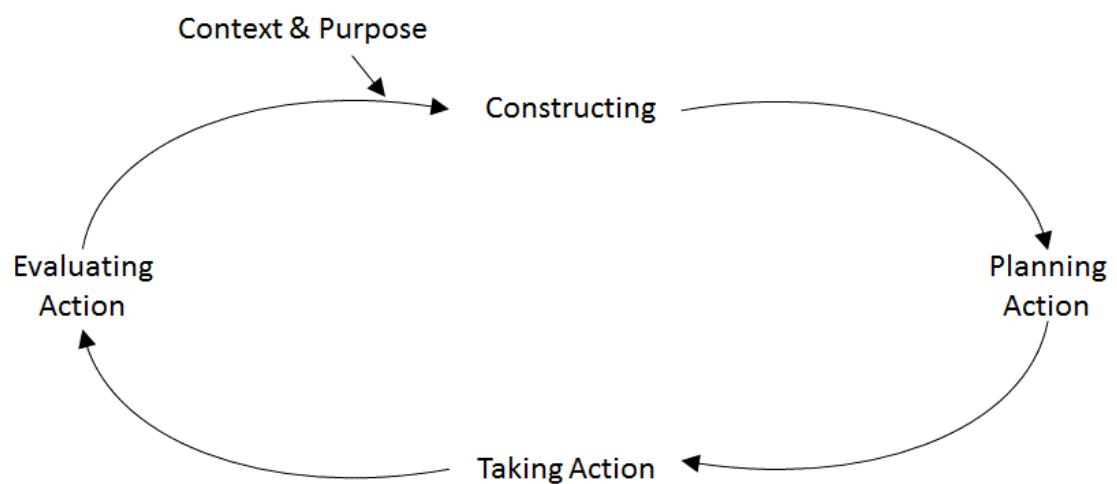 Context & Purpose
Constructing
Evaluating
Action
Planning
Action
Taking Action